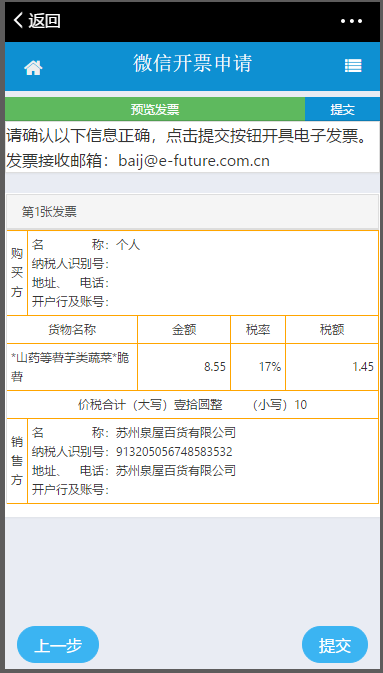 返回
微信开票申请
预览发票 提交
请确认以下信息正确，点击提交按钮开具电子发票。
发票接收邮箱：baij@e-future.com.cn
第1张发票
购买方
名 称：个人
纳税人识别号：
地址、 电话：
开户行及账号：
货物名称 金额 税率 税额
*山药等薯芋类蔬菜*脆
薯 8.55 17% 1.45
价税合计（大写）壹拾圆整 （小写）10
销售方
名 称：苏州泉屋百货有限公司
纳税人识别号：913205056748583532
地址、 电话：苏州泉屋百货有限公司
开户行及账号：
上一步 提交